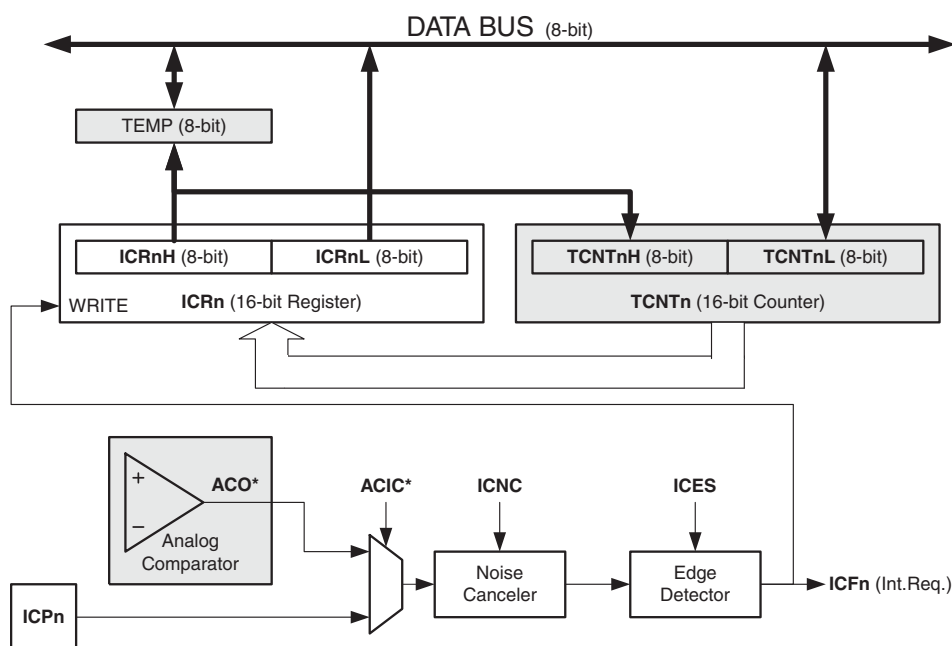 DATA BUS (8-bit)
TEMP (8-bit)
ICRnH (8-bit) ICRnL (8-bit) TCNTnH (8-bit) TCNTnL (8-bit)
WRITE ICRn (16-bit Register) TCNTn (16-bit Counter)
+
−
ACO* ACIC* ICNC ICES
Analog
Comparator
Noise
Canceler
Edge
Detector
ICFn (Int.Req.)
ICPn